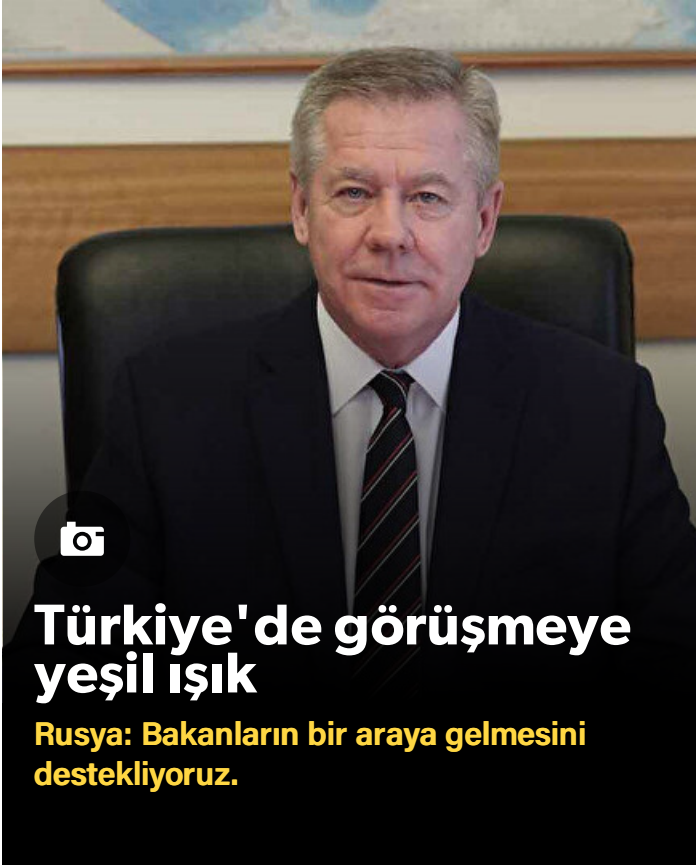 Türkiye'de görüşmeye
yeşil ışık
Rusya: Bakanların bir araya gelmesini
destekliyoruz.